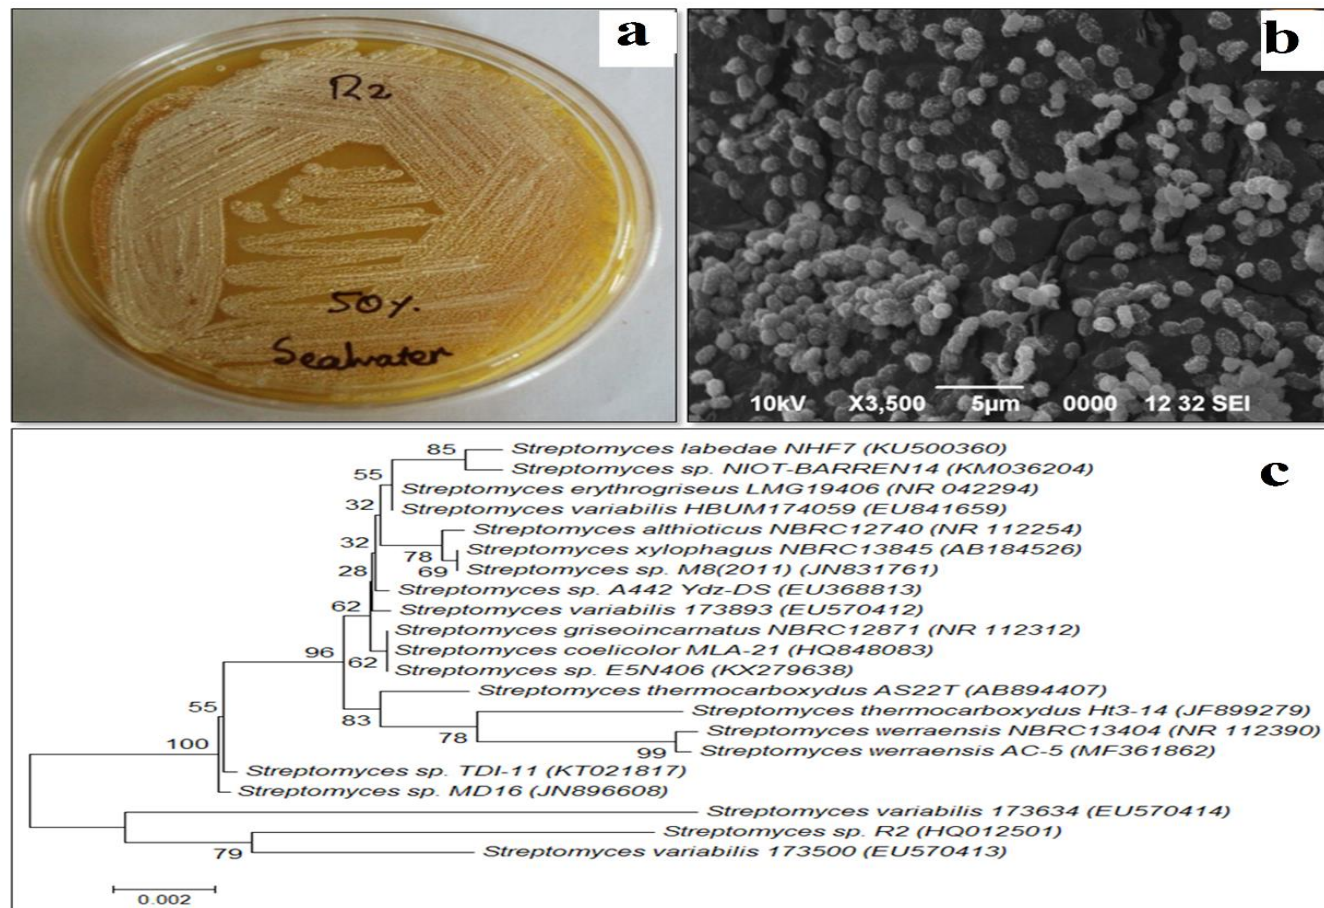 a
R2
50%.
Seawater
b
10kV X3,500 5µm 0000 12 32 SEI
c
85
Streptomyces labedae NHF7 (KU500360)
Streptomyces sp. NIOT-BARREN14 (KM036204)
55
Streptomyces erythrogriseus LMG19406 (NR 042294)
Streptomyces variabilis HBUM174059 (EU841659)
32
Streptomyces althioticus NBRC12740 (NR 112254)
78
Streptomyces xylophagus NBRC13845 (AB184526)
69
Streptomyces sp. M8(2011) (JN831761)
32
Streptomyces sp. A442 Ydz-DS (EU368813)
28
Streptomyces variabilis 173893 (EU570412)
62
Streptomyces griseoincarnatus NBRC12871 (NR 112312)
Streptomyces coelicolor MLA-21 (HQ848083)
62
Streptomyces sp. E5N406 (KX279638)
96
Streptomyces thermocarboxydus AS22T (AB894407)
83
Streptomyces thermocarboxydus Ht3-14 (JF899279)
78
Streptomyces werraensis NBRC13404 (NR 112390)
99
Streptomyces werraensis AC-5 (MF361862)
55
100
Streptomyces sp. TDI-11 (KT021817)
Streptomyces sp. MD16 (JN896608)
Streptomyces variabilis 173634 (EU570414)
Streptomyces sp. R2 (HQ012501)
79
Streptomyces variabilis 173500 (EU570413)
0.002